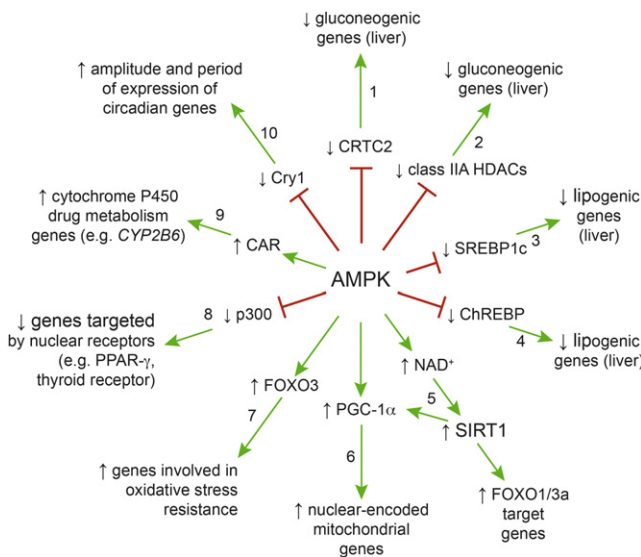 ↓ gluconeogenic
genes (liver)
1
↓ CRTC2
↓ gluconeogenic
genes (liver)
2
↓ class IIA HDACs
↓ lipogenic
genes
(liver)
3
↓ SREBP1c
↓ ChREBP
4
↓ lipogenic
genes (liver)
↑ NAD⁺
5
↑ SIRT1
↑ FOXO1/3a
target
genes
↑ PGC-1α
6
↑ nuclear-encoded
mitochondrial
genes
↑ FOXO3
7
↑ genes involved in
oxidative stress
resistance
↓ p300
8
↓ genes targeted
by nuclear receptors
(e.g. PPAR-γ,
thyroid receptor)
↑ CAR
9
↑ cytochrome P450
drug metabolism
genes (e.g. CYP2B6)
↓ Cry1
10
↑ amplitude and period
of expression of
circadian genes
AMPK